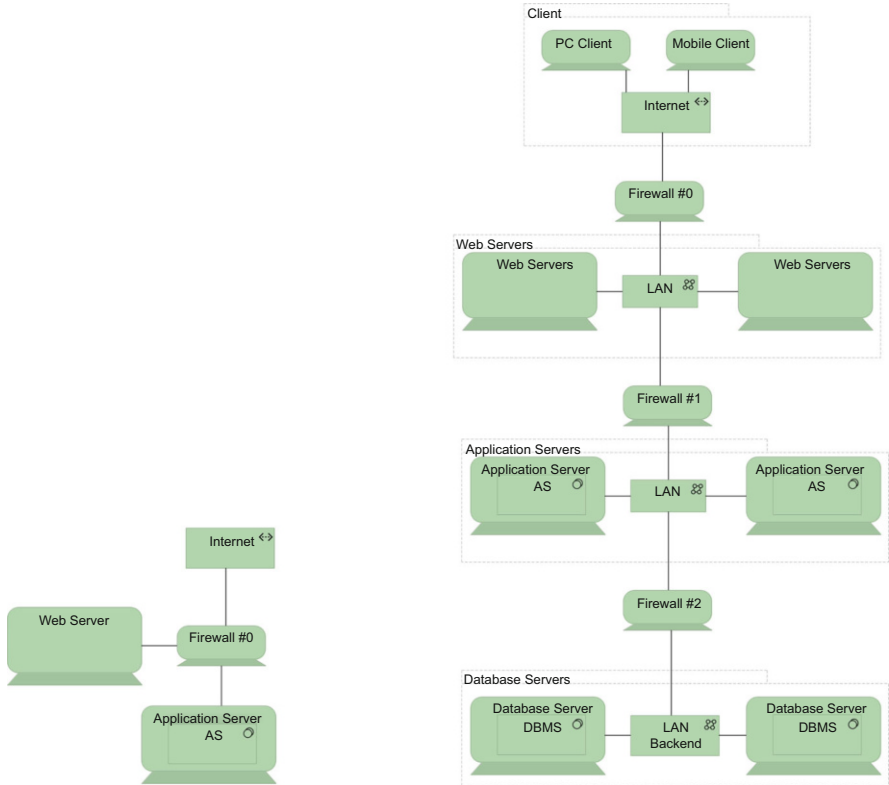 Client
PC Client
Mobile Client
Internet
Firewall #0
Web Servers
Web Servers
LAN
Web Servers
Firewall #1
Application Servers
Application Server
AS
LAN
Application Server
AS
Firewall #2
Database Servers
Database Server
DBMS
LAN
Backend
Database Server
DBMS
Internet
Web Server
Firewall #0
Application Server
AS